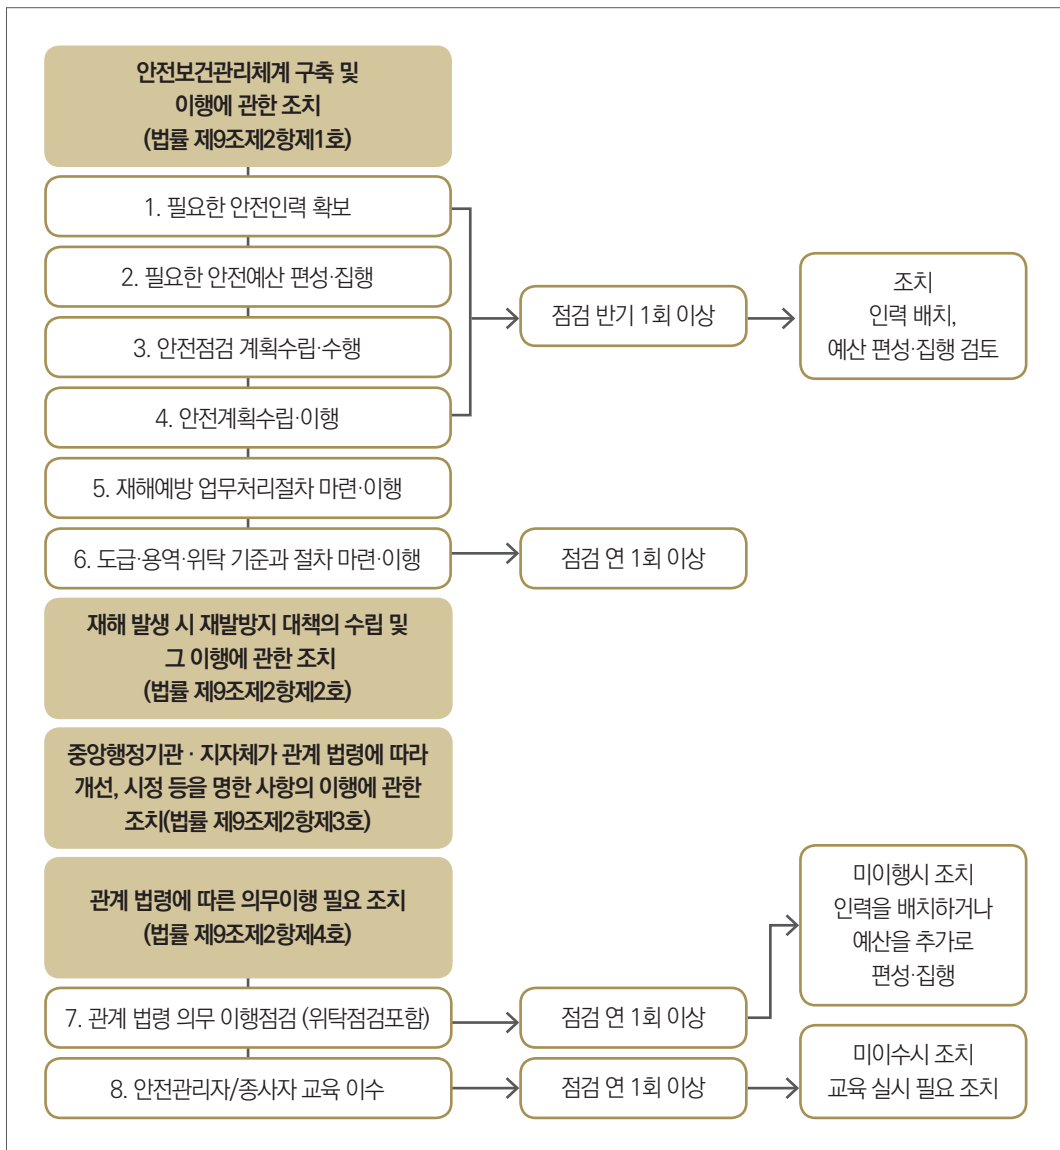 안전보건관리체계 구축 및
이행에 관한 조치
(법률 제9조제2항제1호)
1. 필요한 안전인력 확보
2. 필요한 안전예산 편성·집행
3. 안전점검 계획수립·수행
4. 안전계획수립·이행
점검 반기 1회 이상
조치
인력 배치,
예산 편성·집행 검토
5. 재해예방 업무처리절차 마련·이행
6. 도급·용역·위탁 기준과 절차 마련·이행
점검 연 1회 이상
재해 발생 시 재발방지 대책의 수립 및
그 이행에 관한 조치
(법률 제9조제2항제2호)
중앙행정기관 · 지자체가 관계 법령에 따라
개선, 시정 등을 명한 사항의 이행에 관한
조치(법률 제9조제2항제3호)
관계 법령에 따른 의무이행 필요 조치
(법률 제9조제2항제4호)
7. 관계 법령 의무 이행점검 (위탁점검포함)
점검 연 1회 이상
미이행시 조치
인력을 배치하거나
예산을 추가로
편성·집행
8. 안전관리자/종사자 교육 이수
점검 연 1회 이상
미이수시 조치
교육 실시 필요 조치